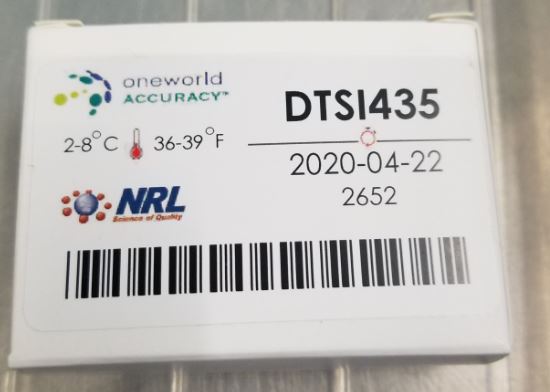 oneworld
ACCURACY™
2-8°C 36-39°F
NRL
Science of Quality
DTSI435
2020-04-22
2652